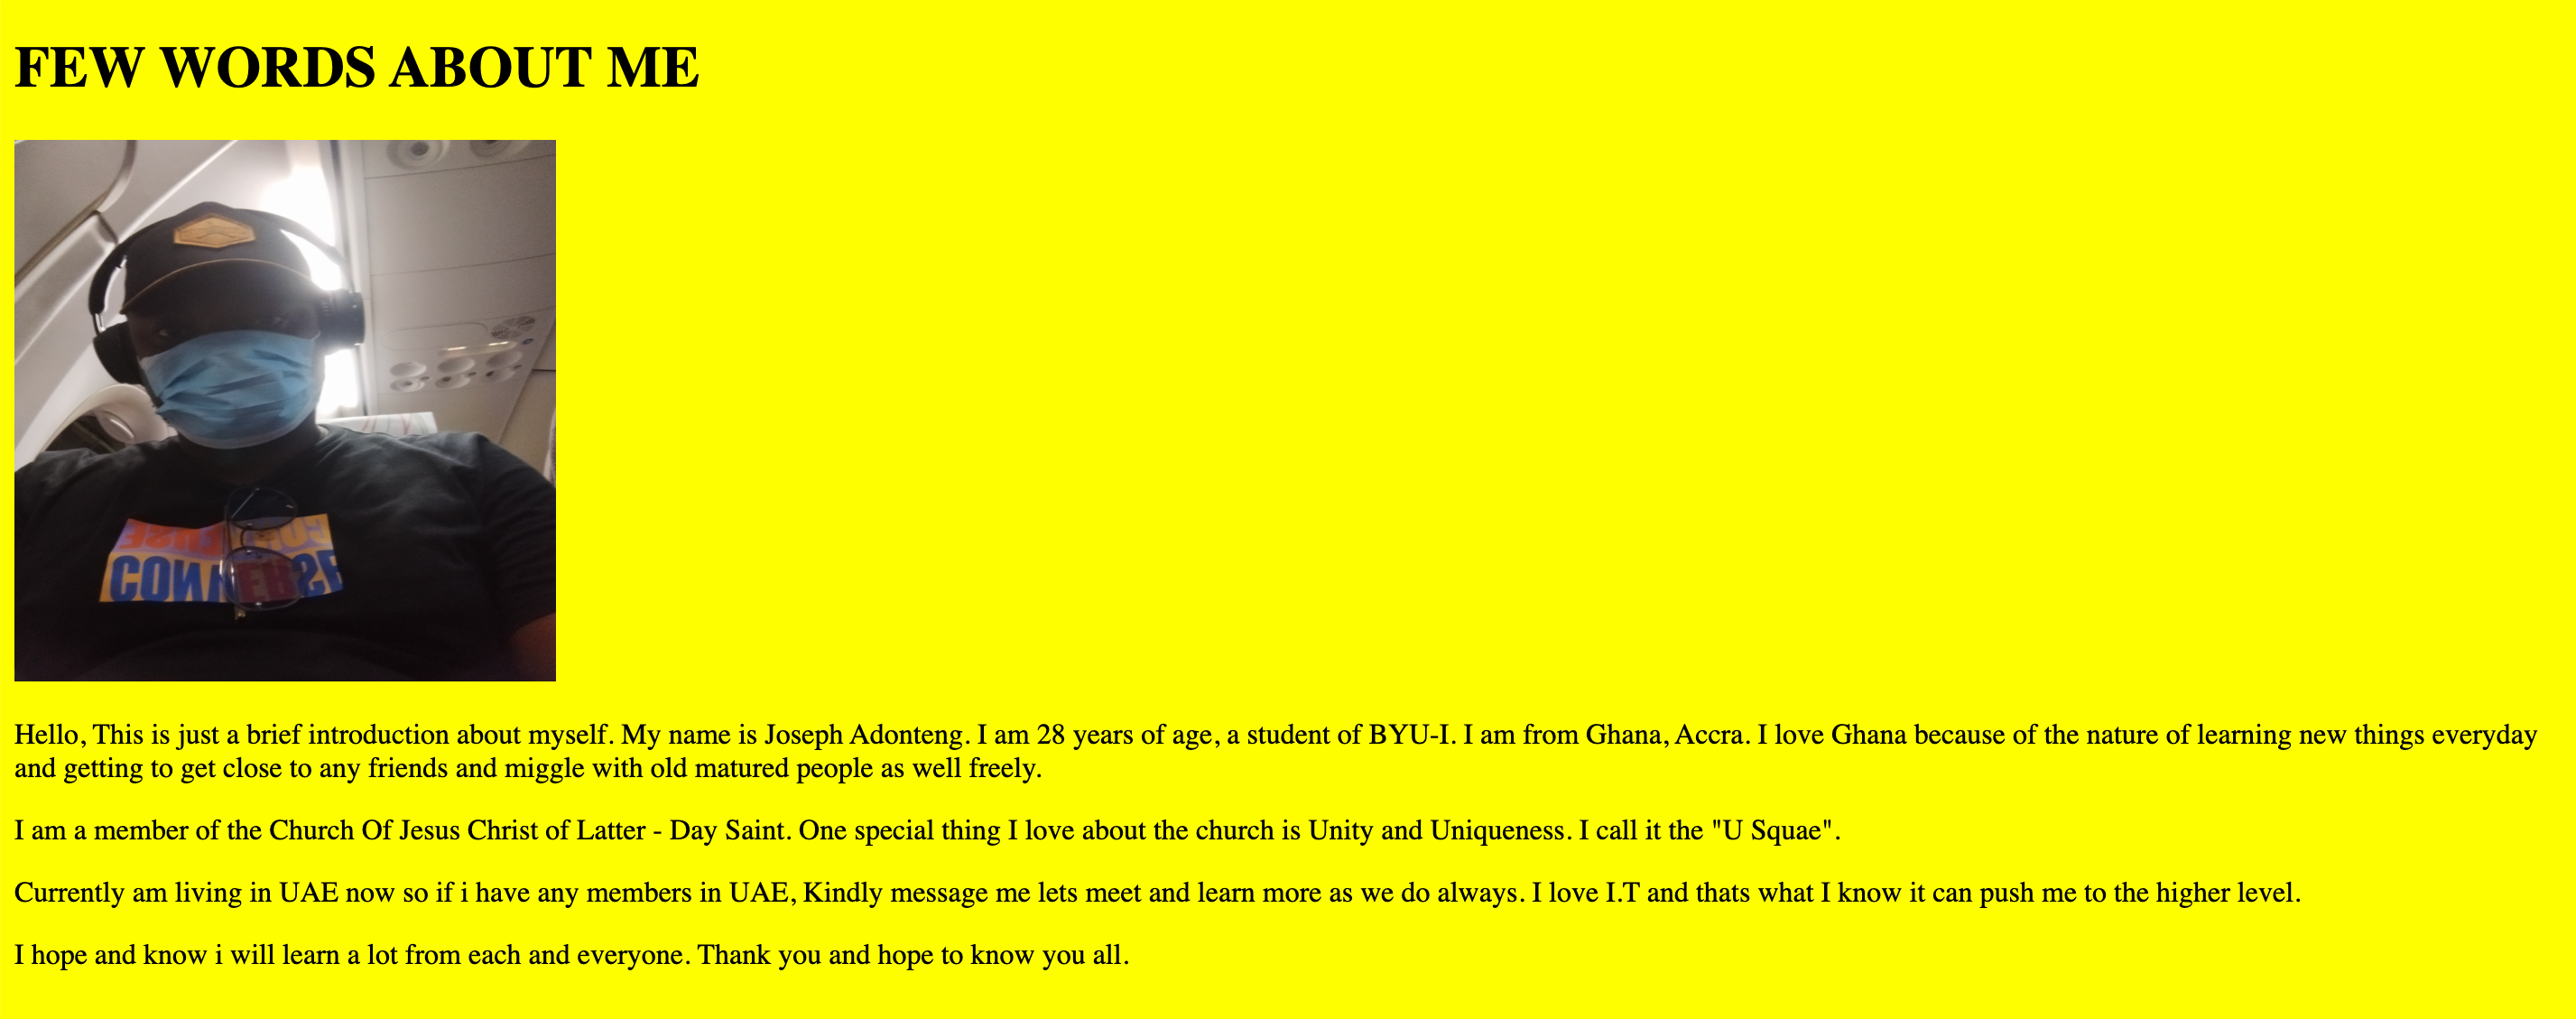 FEW WORDS ABOUT ME
CONVERSE
Hello, This is just a brief introduction about myself. My name is Joseph Adonteng. I am 28 years of age, a student of BYU-I. I am from Ghana, Accra. I love Ghana because of the nature of learning new things everyday
and getting to get close to any friends and miggle with old matured people as well freely.
I am a member of the Church Of Jesus Christ of Latter - Day Saint. One special thing I love about the church is Unity and Uniqueness. I call it the "U Squae".
Currently am living in UAE now so if i have any members in UAE, Kindly message me lets meet and learn more as we do always. I love I.T and thats what I know it can push me to the higher level.
I hope and know i will learn a lot from each and everyone. Thank you and hope to know you all.